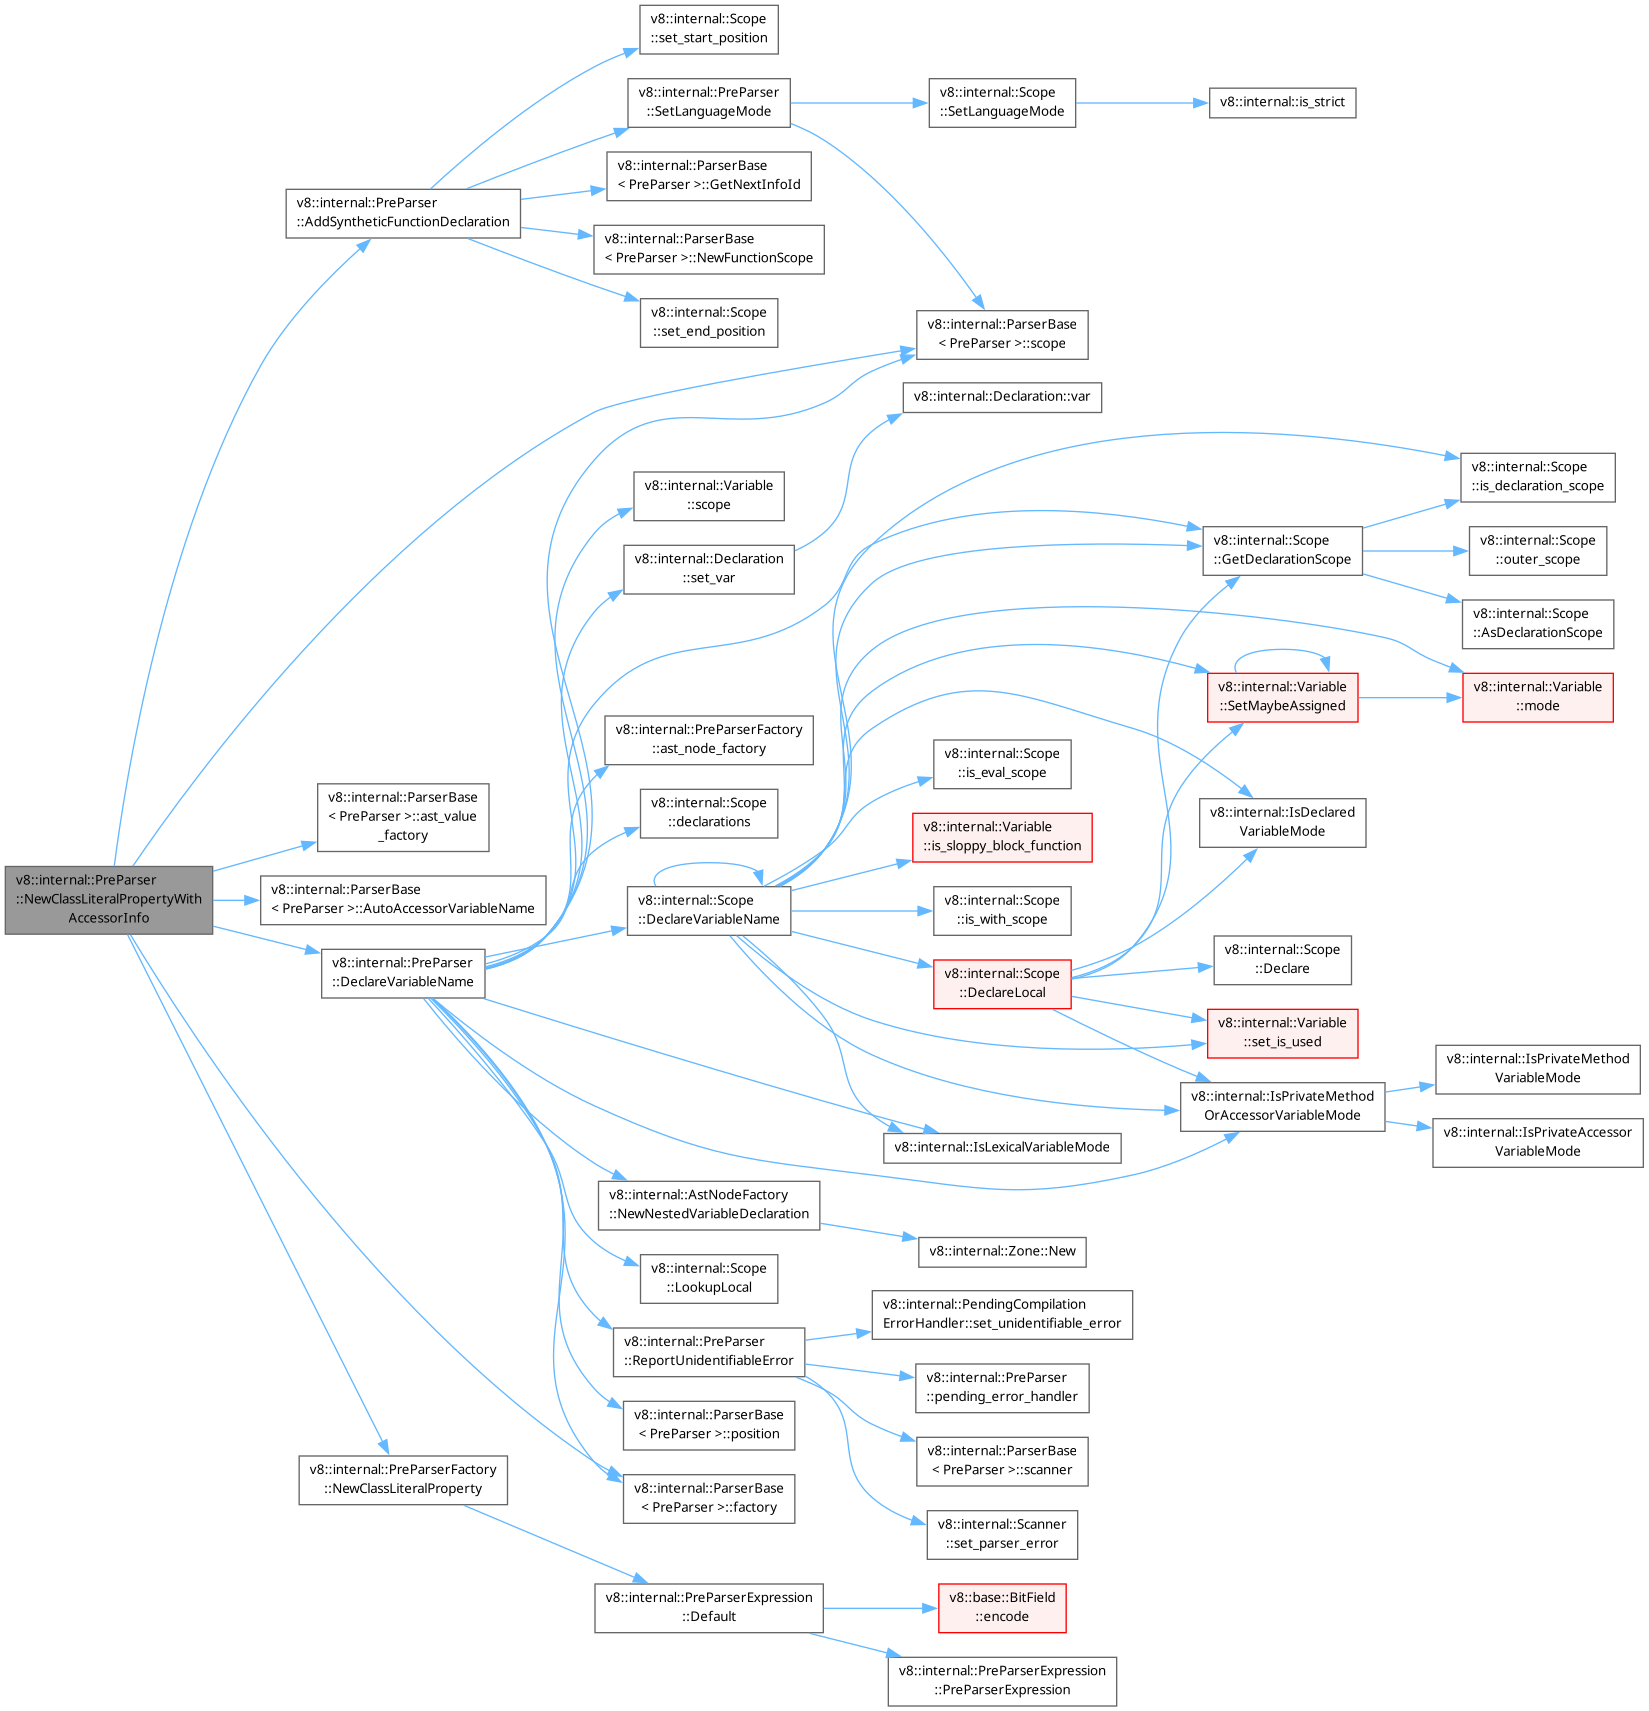 v8::internal::Scope
::set_start_position
v8::internal::PreParser
::SetLanguageMode
v8::internal::Scope
::SetLanguageMode
v8::internal::is_strict
v8::internal::ParserBase
< PreParser >::GetNextInfoId
v8::internal::PreParser
::AddSyntheticFunctionDeclaration
v8::internal::ParserBase
< PreParser >::NewFunctionScope
v8::internal::Scope
::set_end_position
v8::internal::ParserBase
< PreParser >::scope
v8::internal::Declaration::var
v8::internal::Scope
::is_declaration_scope
v8::internal::Variable
::scope
v8::internal::Scope
::GetDeclarationScope
v8::internal::Scope
::outer_scope
v8::internal::Declaration
::set_var
v8::internal::Scope
::AsDeclarationScope
v8::internal::Variable
::SetMaybeAssigned
v8::internal::Variable
::mode
v8::internal::PreParserFactory
::ast_node_factory
v8::internal::Scope
::is_eval_scope
v8::internal::ParserBase
< PreParser >::ast_value
_factory
v8::internal::Scope
::declarations
v8::internal::IsDeclared
VariableMode
v8::internal::Variable
::is_sloppy_block_function
v8::internal::PreParser
::NewClassLiteralPropertyWith
AccessorInfo
v8::internal::ParserBase
< PreParser >::AutoAccessorVariableName
v8::internal::Scope
::DeclareVariableName
v8::internal::Scope
::is_with_scope
v8::internal::PreParser
::DeclareVariableName
v8::internal::Scope
::DeclareLocal
v8::internal::Scope
::Declare
v8::internal::Variable
::set_is_used
v8::internal::IsPrivateMethod
VariableMode
v8::internal::IsPrivateMethod
OrAccessorVariableMode
v8::internal::IsPrivateAccessor
VariableMode
v8::internal::IsLexicalVariableMode
v8::internal::AstNodeFactory
::NewNestedVariableDeclaration
v8::internal::Zone::New
v8::internal::Scope
::LookupLocal
v8::internal::PendingCompilation
ErrorHandler::set_unidentifiable_error
v8::internal::PreParser
::ReportUnidentifiableError
v8::internal::PreParser
::pending_error_handler
v8::internal::ParserBase
< PreParser >::position
v8::internal::ParserBase
< PreParser >::scanner
v8::internal::PreParserFactory
::NewClassLiteralProperty
v8::internal::ParserBase
< PreParser >::factory
v8::internal::Scanner
::set_parser_error
v8::internal::PreParserExpression
::Default
v8::base::BitField
::encode
v8::internal::PreParserExpression
::PreParserExpression